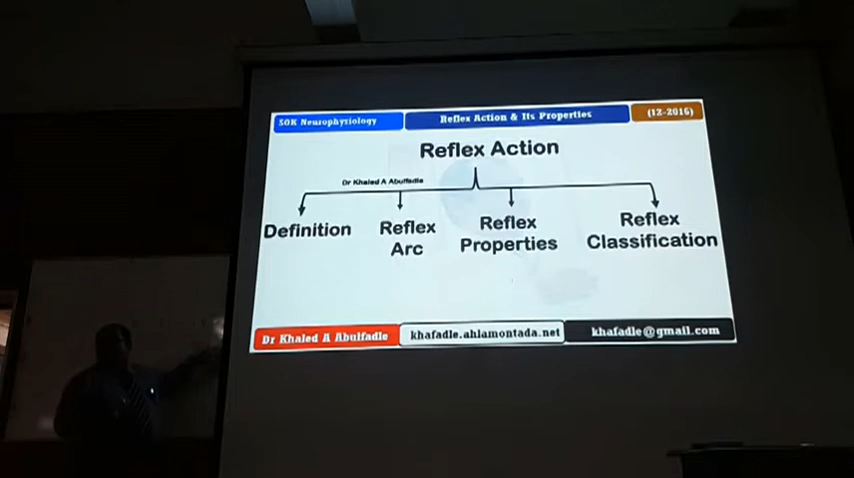 SOK Neurophysiology
Reflex Action & Its Properties
(12-2016)
Reflex Action
Dr Khaled A Abulfadle
Definition
Reflex
Arc
Reflex
Properties
Reflex
Classification
Dr Khaled A Abulfadle
khafadle.ahlamontada.net
khafadle@gmail.com